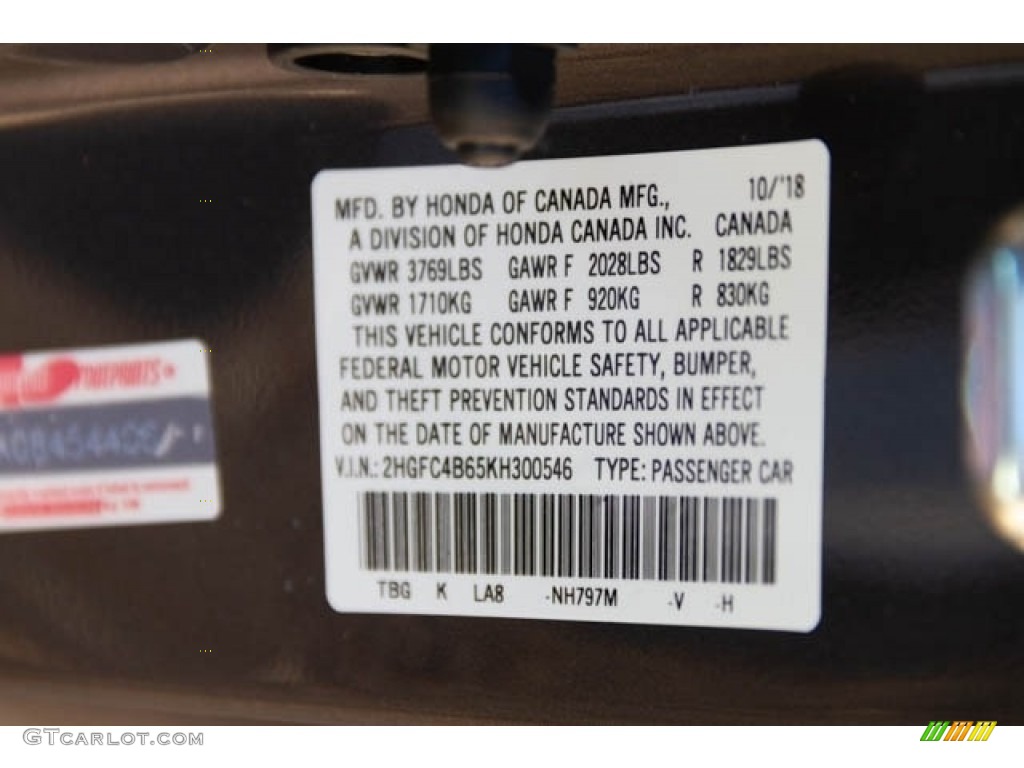 MFD. BY HONDA OF CANADA MFG., 10/'18
A DIVISION OF HONDA CANADA INC. CANADA
GVWR 3769LBS GAWR F 2028LBS R 1829LBS
GVWR 1710KG GAWR F 920KG R 830KG
THIS VEHICLE CONFORMS TO ALL APPLICABLE
FEDERAL MOTOR VEHICLE SAFETY, BUMPER,
AND THEFT PREVENTION STANDARDS IN EFFECT
ON THE DATE OF MANUFACTURE SHOWN ABOVE.
V.I.N.: 2HGFC4B65KH300546 TYPE: PASSENGER CAR
TBG K LA8 -NH797M -V -H
GTCARLOT.COM